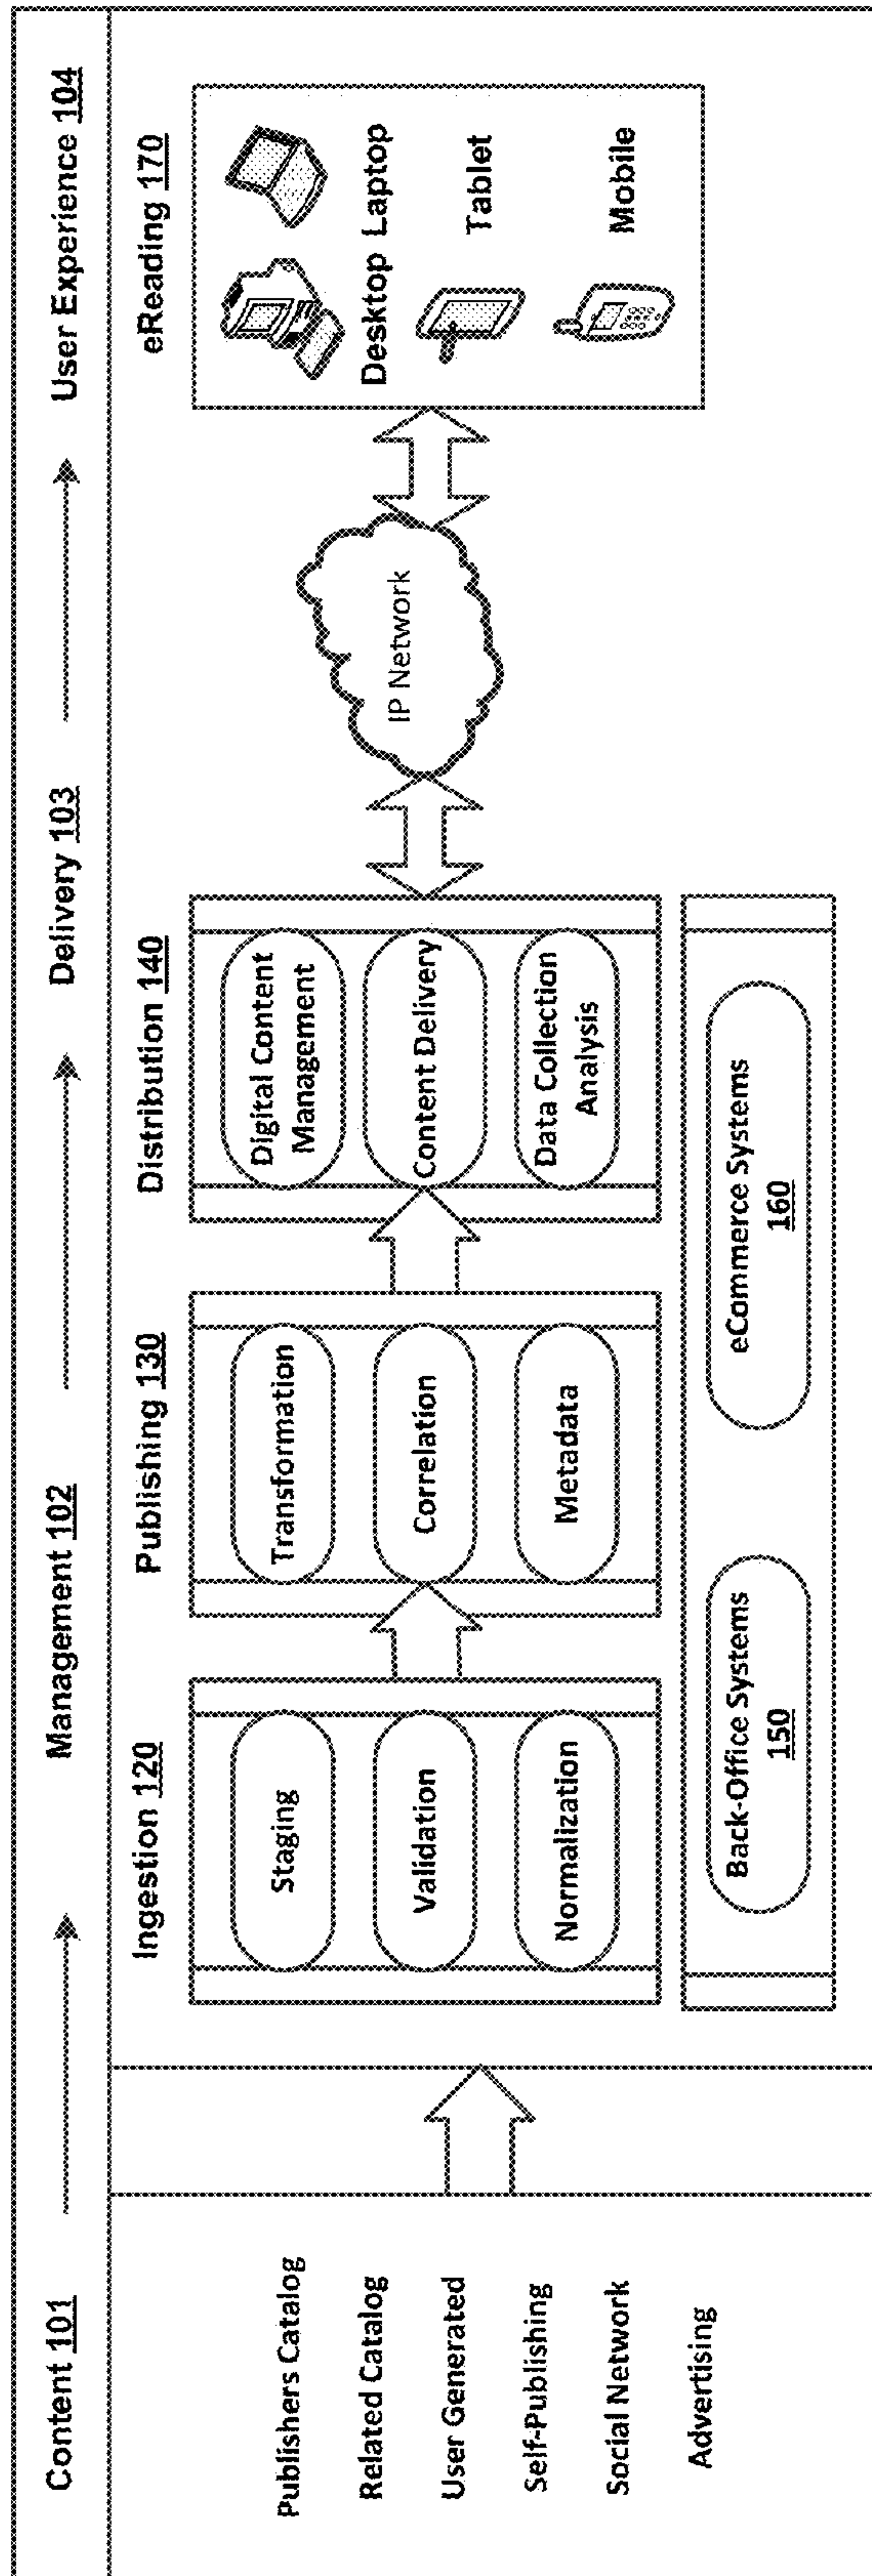 Content 101
Management 102
Delivery 103
User Experience 104
Publishers Catalog
Related Catalog
User Generated
Self-Publishing
Social Network
Advertising
Ingestion 120
Staging
Validation
Normalization
Publishing 130
Transformation
Correlation
Metadata
Distribution 140
Digital Content
Management
Content Delivery
Data Collection
Analysis
Back-Office Systems
150
eCommerce Systems
160
IP Network
eReading 170
Desktop Laptop
Tablet
Mobile